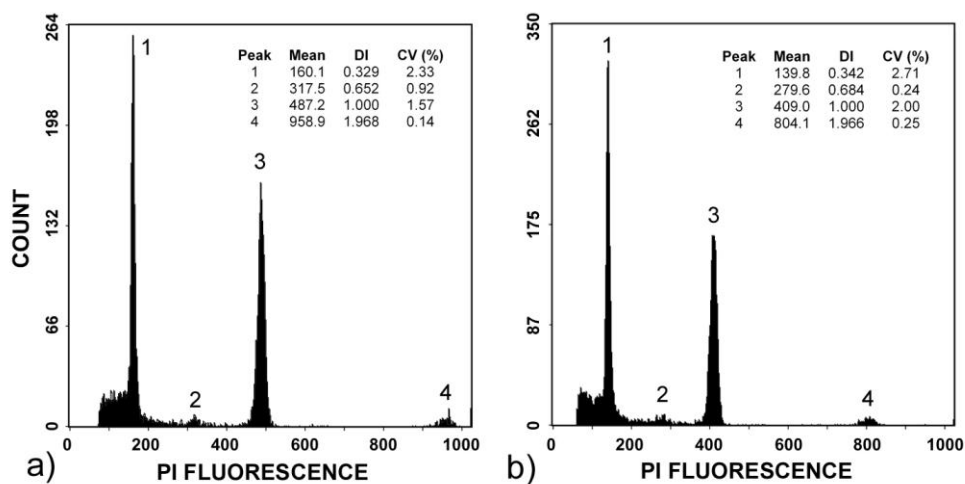 264
198
132
66
0
COUNT
1
2
3
4
Peak Mean DI CV (%)
1 160.1 0.329 2.33
2 317.5 0.652 0.92
3 487.2 1.000 1.57
4 958.9 1.968 0.14
0 200 400 600 800 1000
PI FLUORESCENCE
a)
350
262
175
87
0
1
2
3
4
Peak Mean DI CV (%)
1 139.8 0.342 2.71
2 279.6 0.684 0.24
3 409.0 1.000 2.00
4 804.1 1.966 0.25
0 200 400 600 800 1000
PI FLUORESCENCE
b)